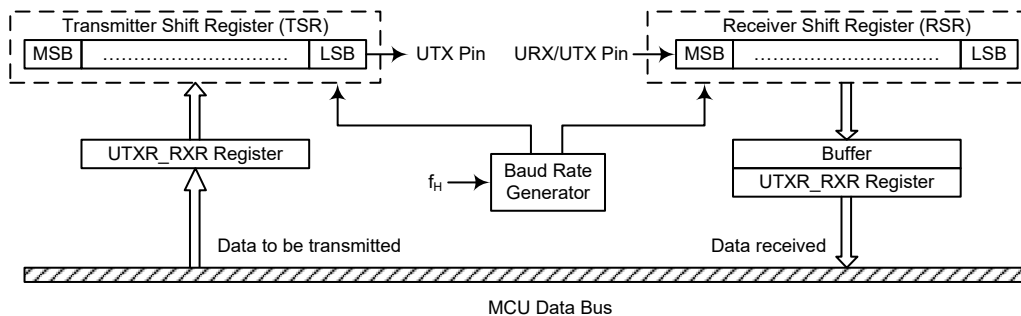 Transmitter Shift Register (TSR)
MSB ................................ LSB
UTX Pin
URX/UTX Pin
Receiver Shift Register (RSR)
MSB ................................ LSB
UTXR_RXR Register
fH
Baud Rate
Generator
Buffer
UTXR_RXR Register
Data to be transmitted
Data received
MCU Data Bus